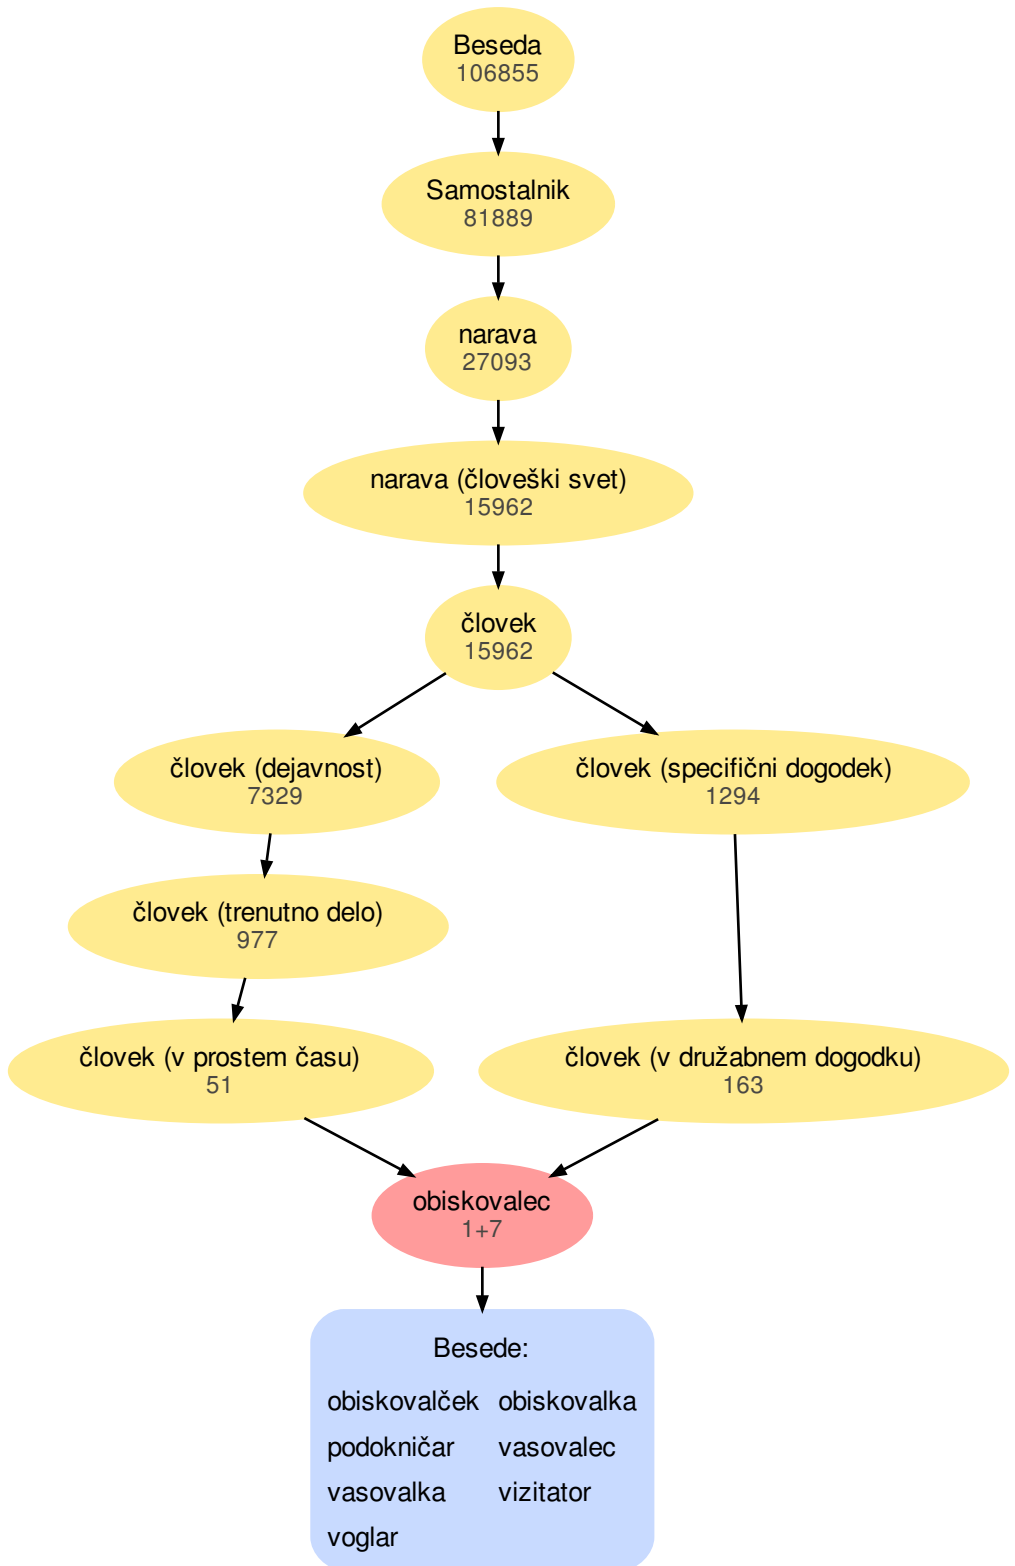 Beseda
106855
Samostalnik
81889
narava
27093
narava (človeški svet)
15962
človek
15962
človek (dejavnost)
7329
človek (specifični dogodek)
1294
človek (trenutno delo)
977
človek (v prostem času)
51
človek (v družabnem dogodku)
163
obiskovalec
1+7
Besede:
obiskovalček obiskovalka
podokničar vasovalec
vasovalka vizitator
voglar